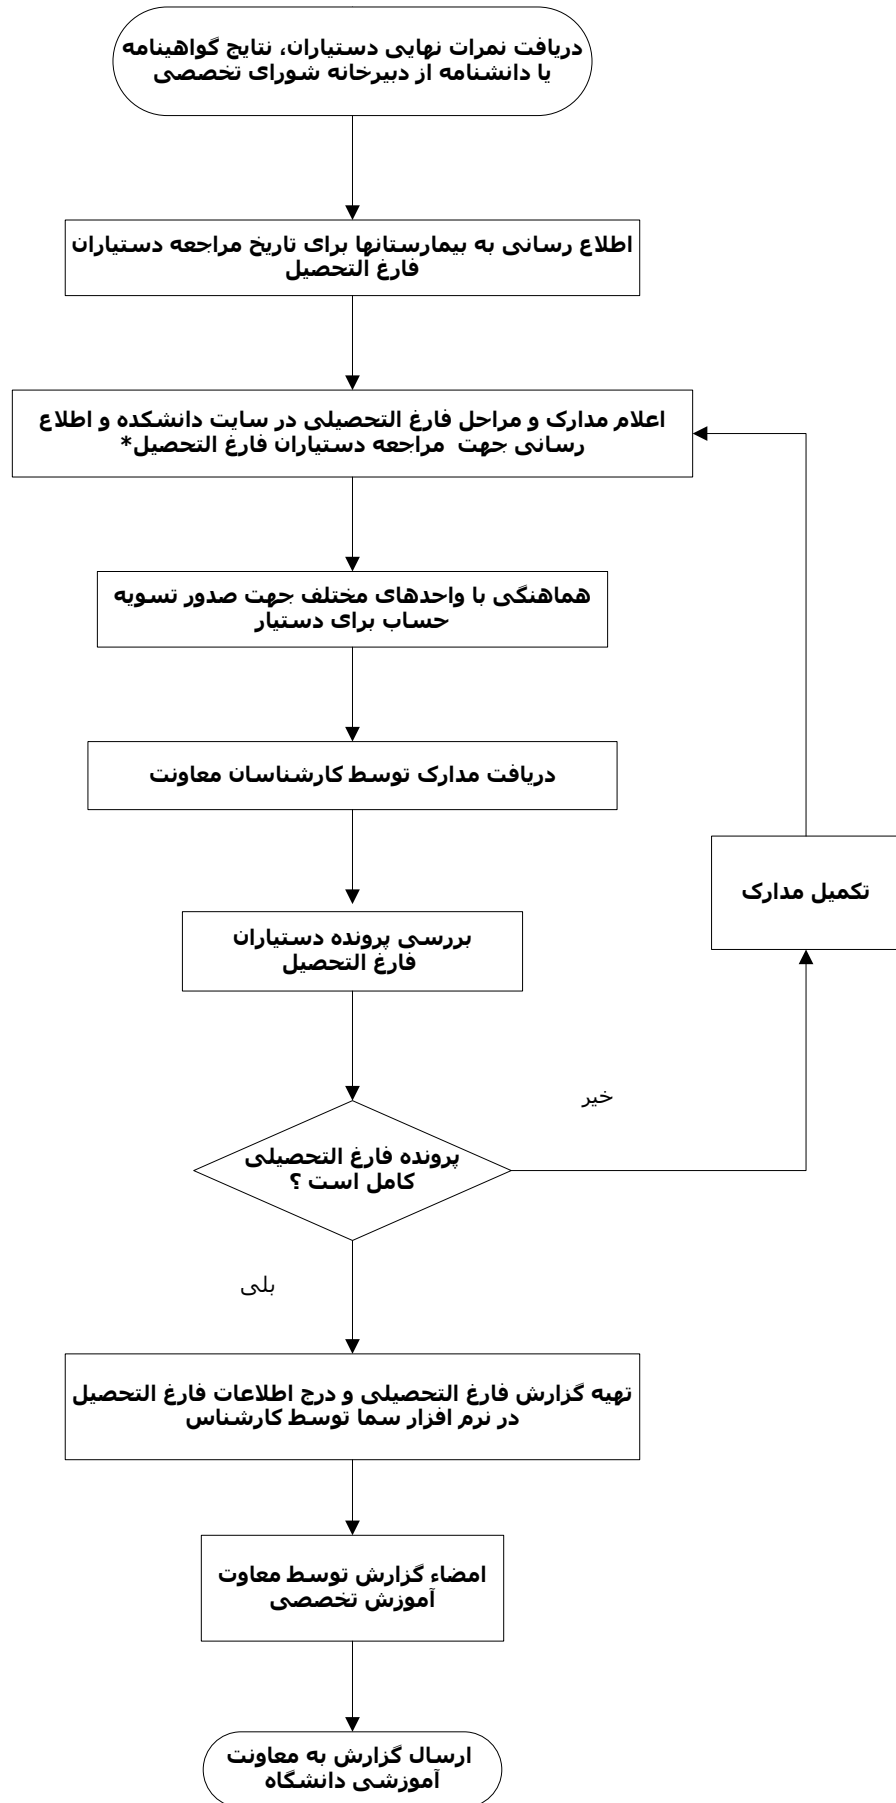 دریافت نمرات نهایی دستیاران، نتایج گواهینامه
یا دانشنامه از دبیرخانه شورای تخصصی
اطلاع رسانی به بیمارستانها برای تاریخ مراجعه دستیاران
فارغ التحصیل
اعلام مدارک و مراحل فارغ التحصیلی در سایت دانشکده و اطلاع
رسانی جهت مراجعه دستیاران فارغ التحصیل*
هماهنگی با واحدهای مختلف جهت صدور تسویه
حساب برای دستیار
دریافت مدارک توسط کارشناسان معاونت
تکمیل مدارک
بررسی پرونده دستیاران
فارغ التحصیل
خیر
پرونده فارغ التحصیلی
کامل است ؟
بلی
تهیه گزارش فارغ التحصیلی و درج اطلاعات فارغ التحصیل
در نرم افزار سما توسط کارشناس
امضاء گزارش توسط معاوت
آموزش تخصصی
ارسال گزارش به معاونت
آموزشی دانشگاه